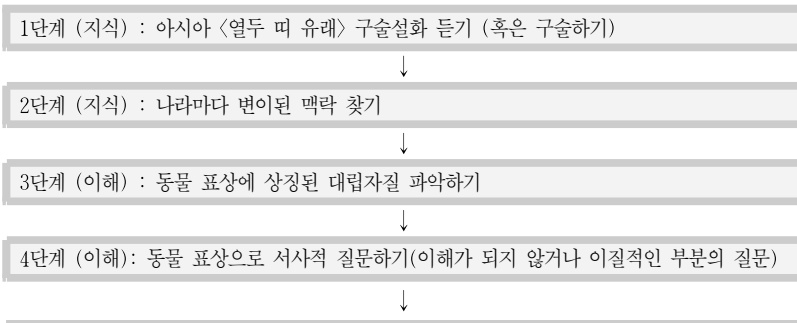 1단계 (지식) : 아시아 〈열두 띠 유래〉 구술설화 듣기 (혹은 구술하기)
↓
2단계 (지식) : 나라마다 변이된 맥락 찾기
↓
3단계 (이해) : 동물 표상에 상징된 대립자질 파악하기
↓
4단계 (이해): 동물 표상으로 서사적 질문하기(이해가 되지 않거나 이질적인 부분의 질문)
↓